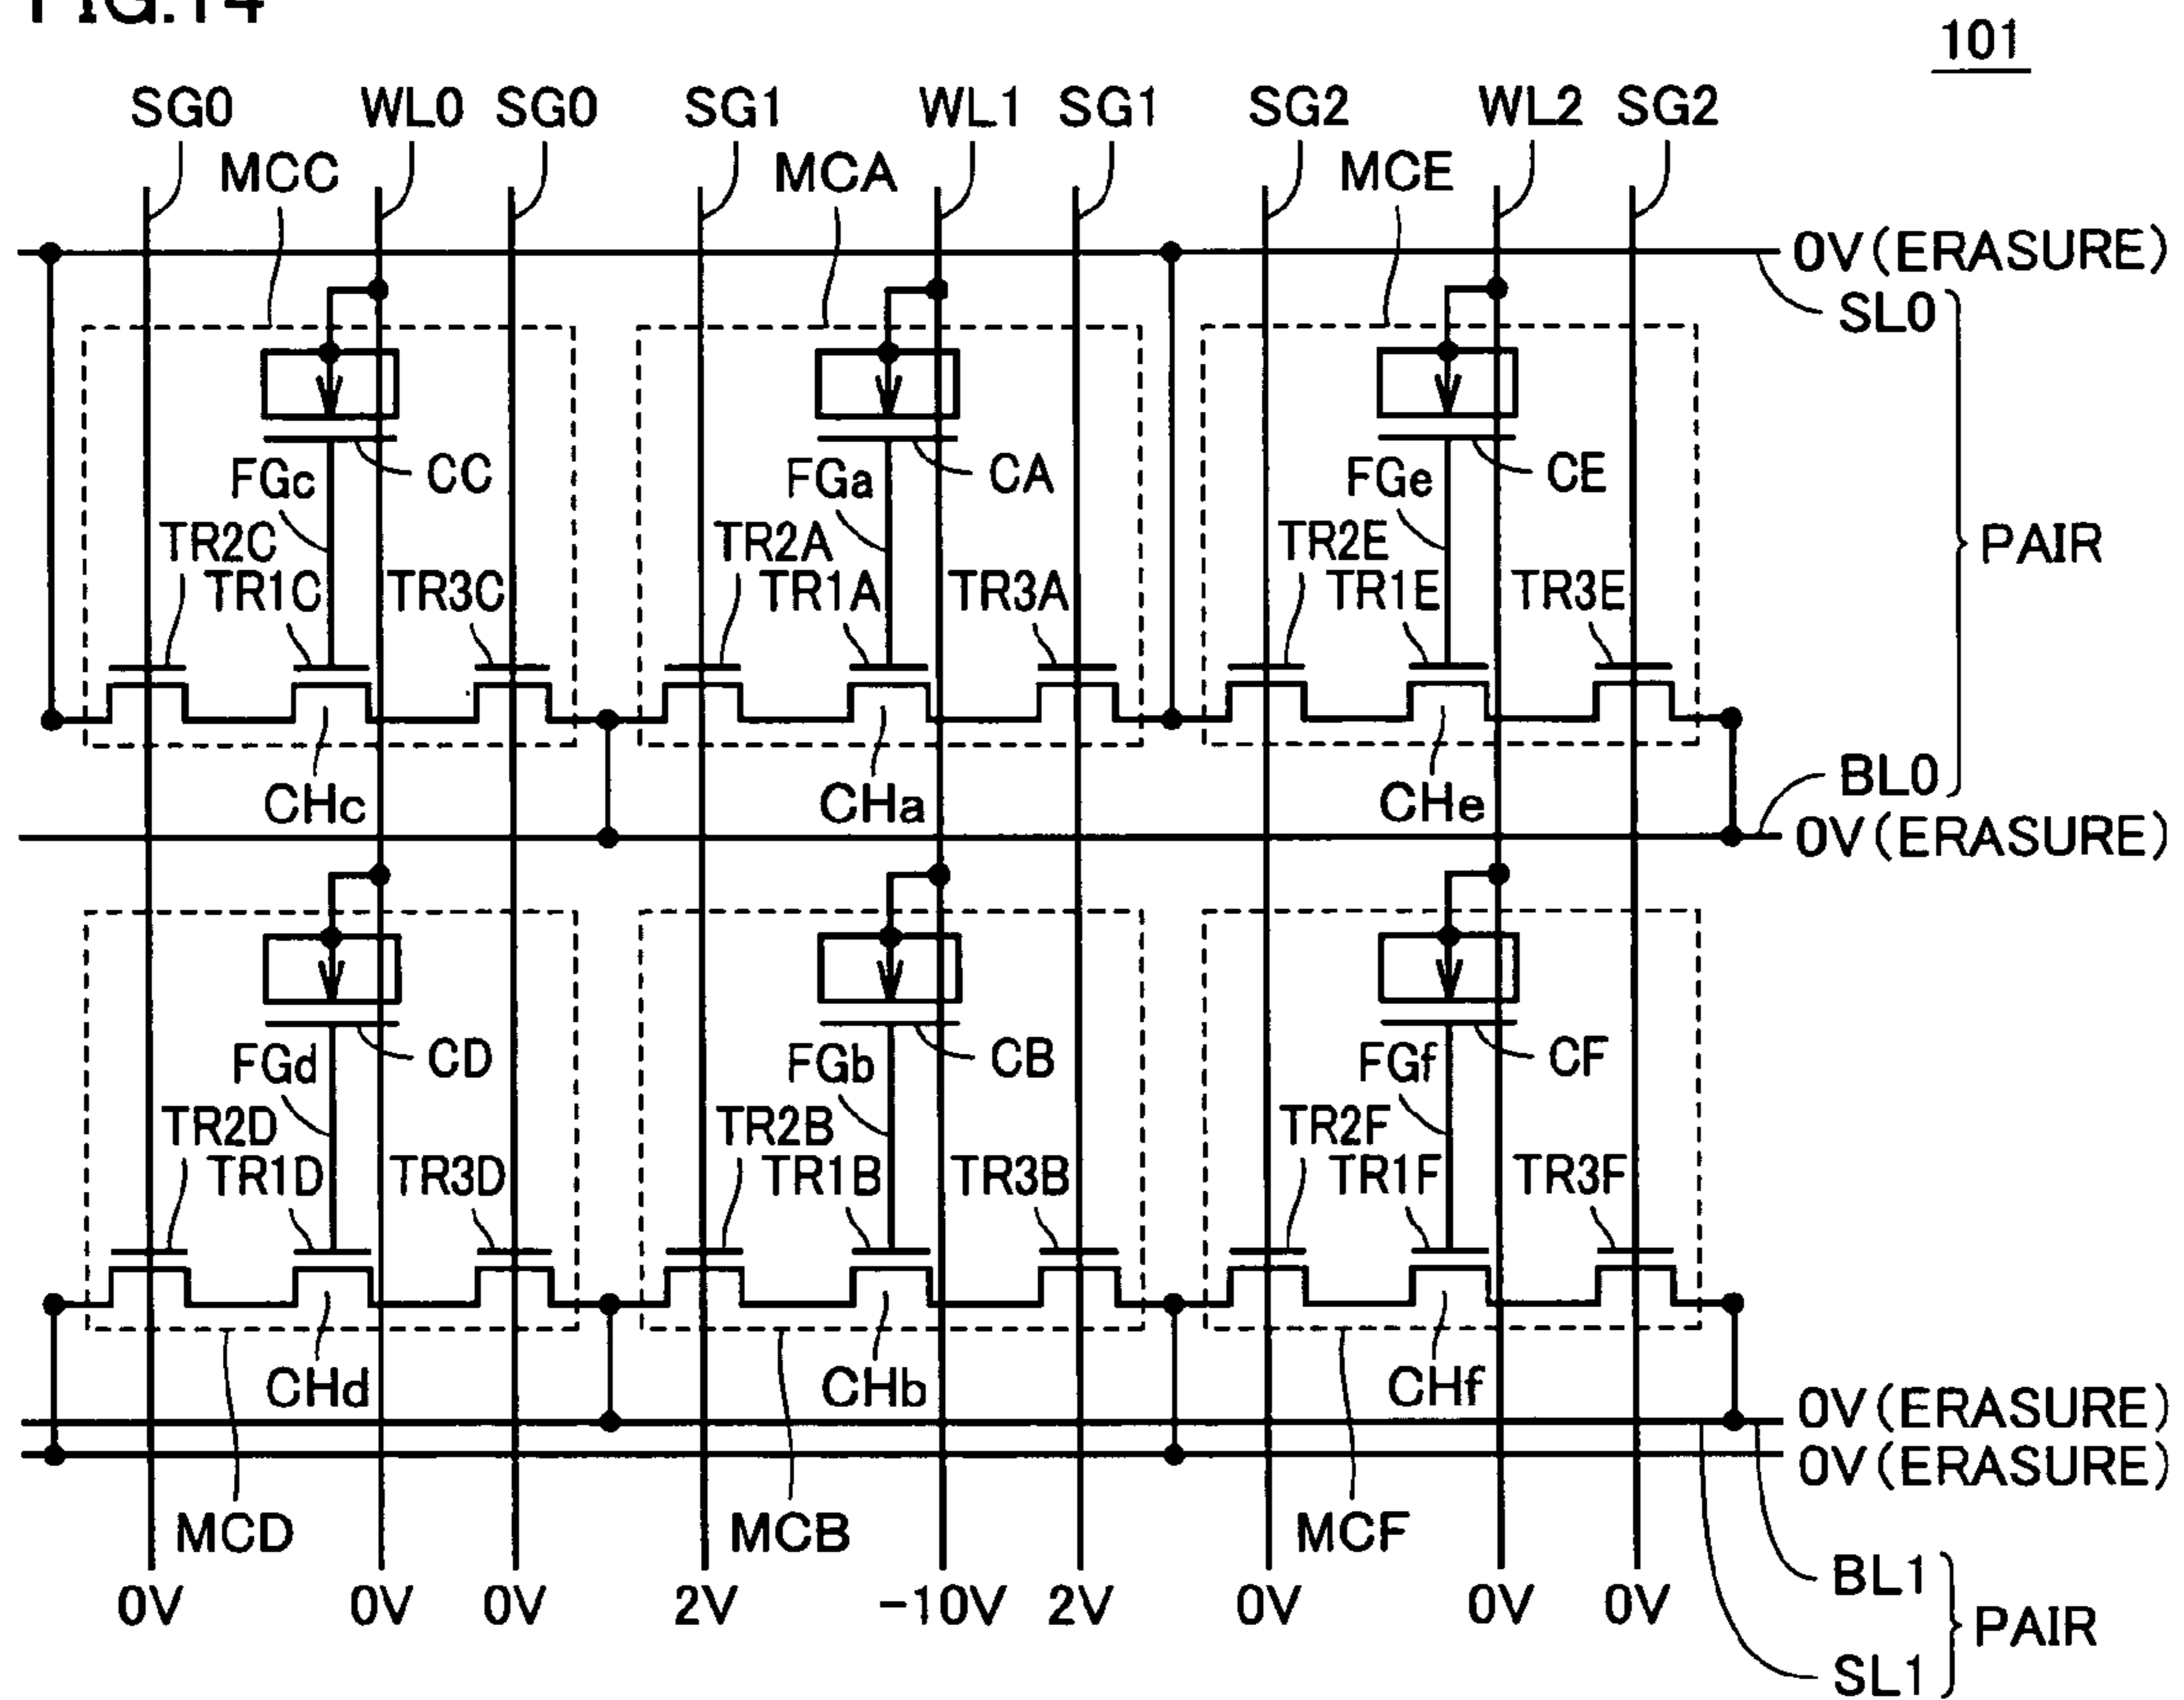 FIG.14
101
SG0 WL0 SG0 SG1 WL1 SG1 SG2 WL2 SG2
MCC MCA MCE
0V(ERASURE)
SL0
CC CA CE
FGc FGa FGe
TR2C TR2A TR2E
PAIR
TR1C TR3C TR1A TR3A TR1E TR3E
BL0
CHc CHa CHe
0V(ERASURE)
CD CB CF
FGd FGb FGf
TR2D TR2B TR2F
TR1D TR3D TR1B TR3B TR1F TR3F
CHd CHb CHf
0V(ERASURE)
0V(ERASURE)
MCD MCB MCF
BL1
0V 0V 0V 2V -10V 2V 0V 0V 0V
PAIR
SL1